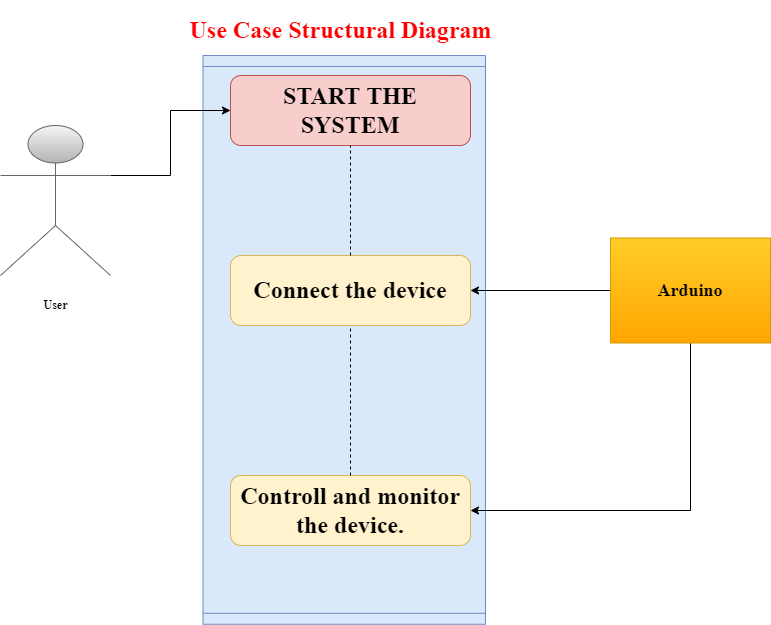 Use Case Structural Diagram
START THE
SYSTEM
User
Connect the device
Arduino
Controll and monitor
the device.